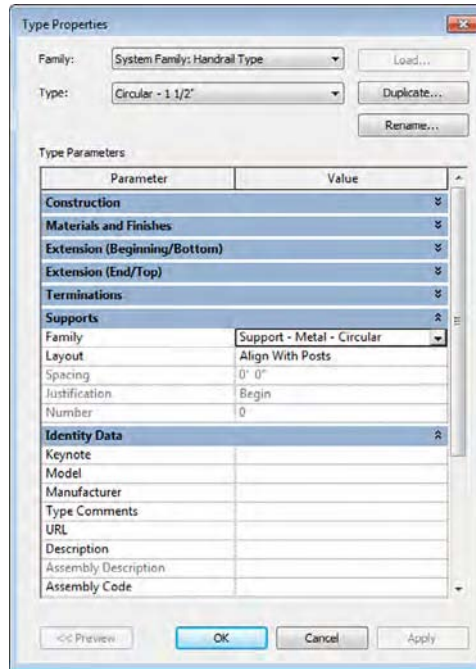 Type Properties
Family: System Family: Handrail Type Load...
Type: Circular - 1 1/2" Duplicate...
Rename...
Type Parameters
Parameter Value
Construction
Materials and Finishes
Extension (Beginning/Bottom)
Extension (End/Top)
Terminations
Supports
Family Support - Metal - Circular
Layout Align With Posts
Spacing 0' 0"
Justification Begin
Number 0
Identity Data
Keynote
Model
Manufacturer
Type Comments
URL
Description
Assembly Description
Assembly Code
<< Preview OK Cancel Apply